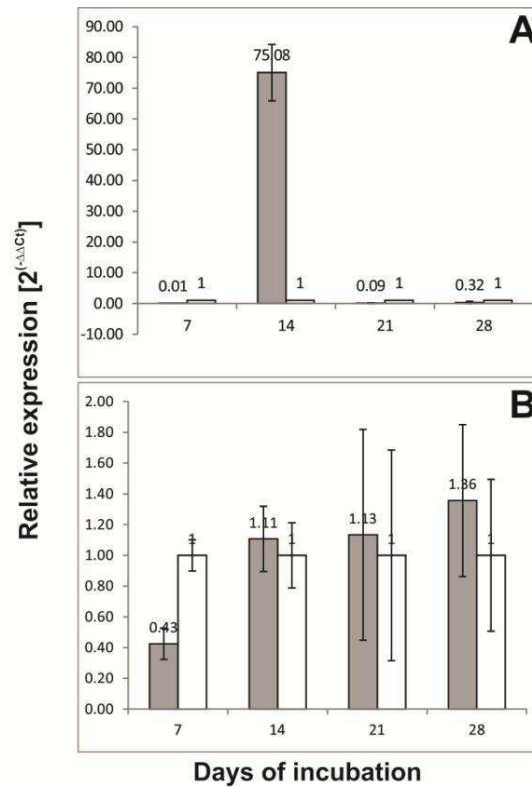 A
90.00
80.00
70.00
60.00
50.00
40.00
30.00
20.00
10.00
0.00
-10.00
0.01 1 75.08 1 0.09 1 0.32 1
7 14 21 28
B
2.00
1.80
1.60
1.40
1.20
1.00
0.80
0.60
0.40
0.20
0.00
0.43 1 1.11 1 1.13 1 1.36 1
7 14 21 28
Relative expression [2(-ΔΔCt)]
Days of incubation